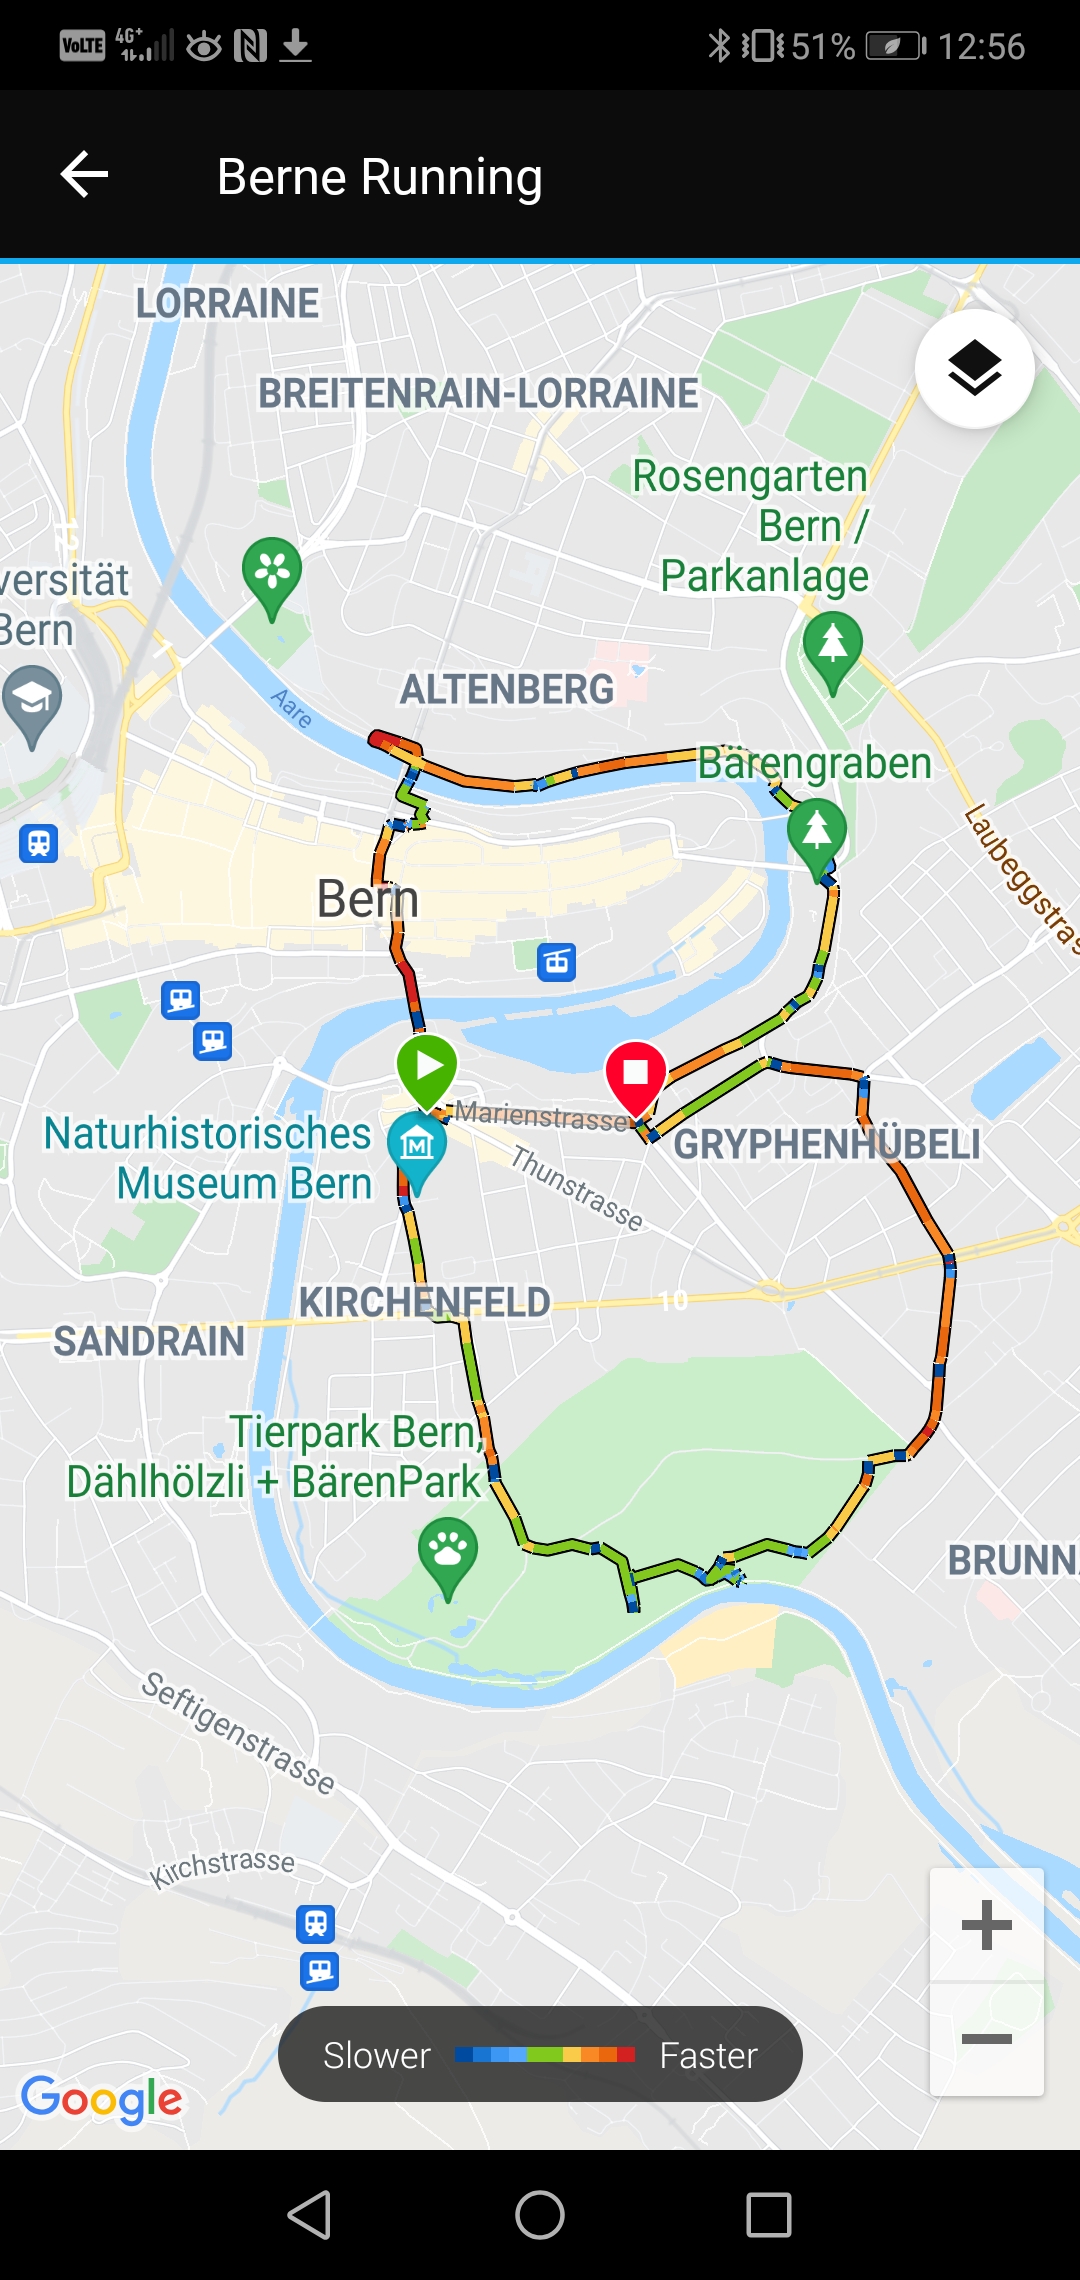 VoLTE 4G+ 51% 12:56
Berne Running
LORRAINE
BREITENRAIN-LORRAINE
Rosengarten
Bern /
Parkanlage
12
versität
Bern
ALTENBERG
Aare
Bärengraben
Laubeggstras
Bern
Marienstrasse
Naturhistorisches
Museum Bern
GRYPHENHÜBELI
Thunstrasse
KIRCHENFELD
10
SANDRAIN
Tierpark Bern,
Dählhölzli + BärenPark
BRUNNA
Seftigenstrasse
Kirchstrasse
Slower Faster
Google